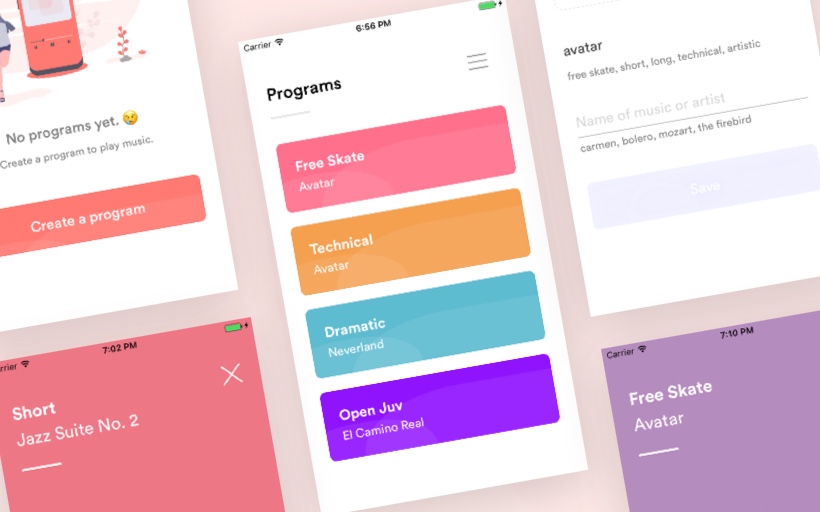 No programs yet. 😢
Create a program to play music.
Create a program
Carrier
6:56 PM
Programs
Free Skate
Avatar
Technical
Avatar
Dramatic
Neverland
Open Juv
El Camino Real
avatar
free skate, short, long, technical, artistic
Name of music or artist
carmen, bolero, mozart, the firebird
Save
7:02 PM
Short
Jazz Suite No. 2
Carrier
7:10 PM
Free Skate
Avatar